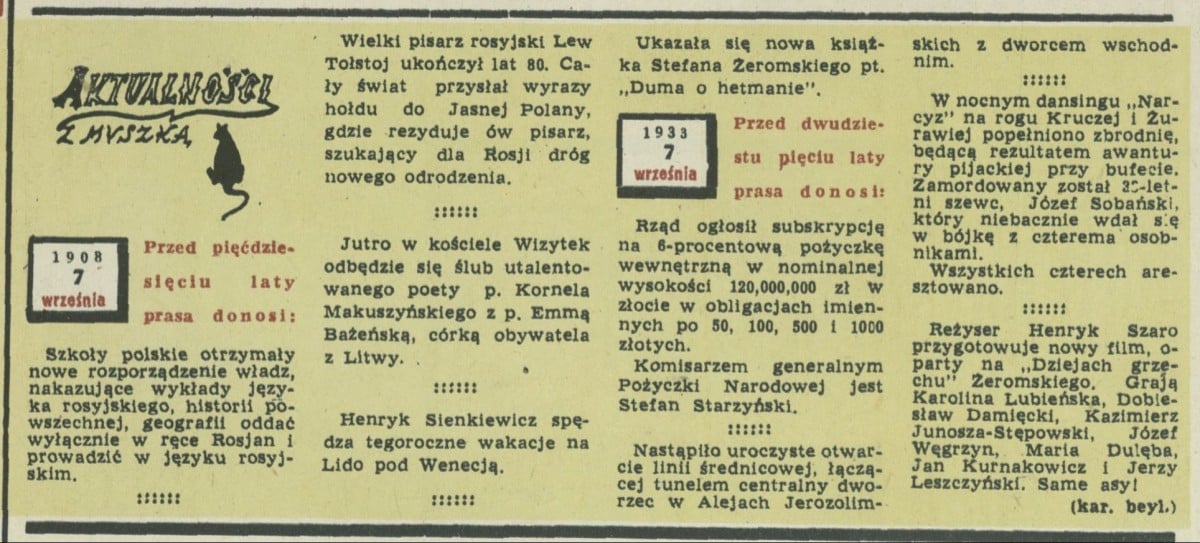 AKTUALNOŚCI
Z MYSZKĄ
1908
7
września
Przed pięćdzie-
sięciu laty
prasa donosi:
Szkoły polskie otrzymały
nowe rozporządzenie władz,
nakazujące wykłady języ-
ka rosyjskiego, historii po-
wszechnej, geografii oddać
wyłącznie w ręce Rosjan i
prowadzić w języku rosyj-
skim.
Wielki pisarz rosyjski Lew
Tołstoj ukończył lat 80. Ca-
ły świat przysłał wyrazy
hołdu do Jasnej Polany,
gdzie rezyduje ów pisarz,
szukający dla Rosji dróg
nowego odrodzenia.
Jutro w kościele Wizytek
odbędzie się ślub utalento-
wanego poety p. Kornela
Makuszyńskiego z p. Emmą
Bażeńską, córką obywatela
z Litwy.
Henryk Sienkiewicz spę-
dza tegoroczne wakacje na
Lido pod Wenecją.
Ukazała się nowa książ-
ka Stefana Żeromskiego pt.
„Duma o hetmanie".
1933
7
września
Przed dwudzie-
stu pięciu laty
prasa donosi:
Rząd ogłosił subskrypcję
na 6-procentową pożyczkę
wewnętrzną w nominalnej
wysokości 120,000,000 zł w
złocie w obligacjach imien-
nych po 50, 100, 500 i 1000
złotych.
Komisarzem generalnym
Pożyczki Narodowej jest
Stefan Starzyński.
Nastąpiło uroczyste otwar-
cie linii średnicowej, łączą-
cej tunelem centralny dwo-
rzec w Alejach Jerozolim-
skich z dworcem wschod-
nim.
W nocnym dansingu „Nar-
cyz" na rogu Kruczej i Żu-
rawiej popełniono zbrodnię,
będącą rezultatem awantu-
ry pijackiej przy bufecie.
Zamordowany został -let-
ni szewc, Józef Sobański,
który niebacznie wdał się
w bójkę z czterema osob-
nikami.
Wszystkich czterech are-
sztowano.
Reżyser Henryk Szaro
przygotowuje nowy film, o-
party na „Dziejach grze-
chu" Żeromskiego. Grają
Karolina Lubieńska, Dobie-
sław Damięcki, Kazimierz
Junosza-Stępowski, Józef
Węgrzyn, Maria Dulęba,
Jan Kurnakowicz i Jerzy
Leszczyński. Same asy!
(kar. beyl.)